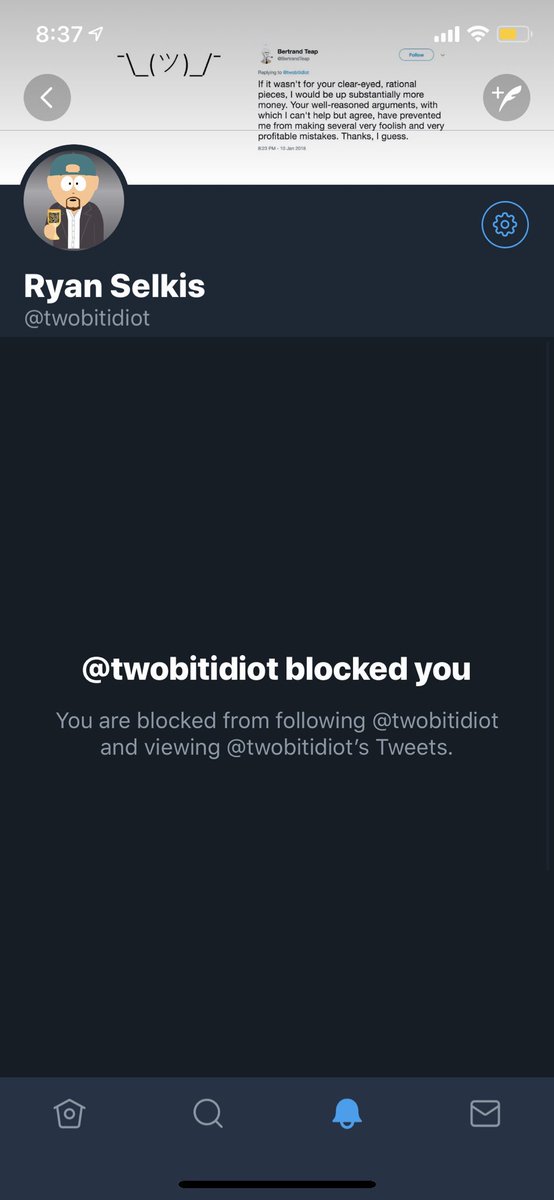 8:37
¯\_(ツ)_/¯
Bertrand Teap
@BertrandTeap
Follow
Replying to @twobitidiot
If it wasn't for your clear-eyed, rational
pieces, I would be up substantially more
money. Your well-reasoned arguments, with
which I can't help but agree, have prevented
me from making several very foolish and very
profitable mistakes. Thanks, I guess.
8:23 PM - 10 Jan 2018
Ryan Selkis
@twobitidiot
@twobitidiot blocked you
You are blocked from following @twobitidiot
and viewing @twobitidiot’s Tweets.